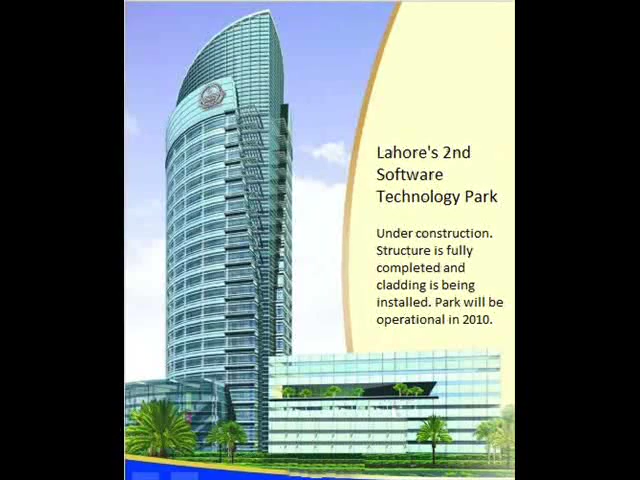 Lahore's 2nd
Software
Technology Park
Under construction.
Structure is fully
completed and
cladding is being
installed. Park will be
operational in 2010.